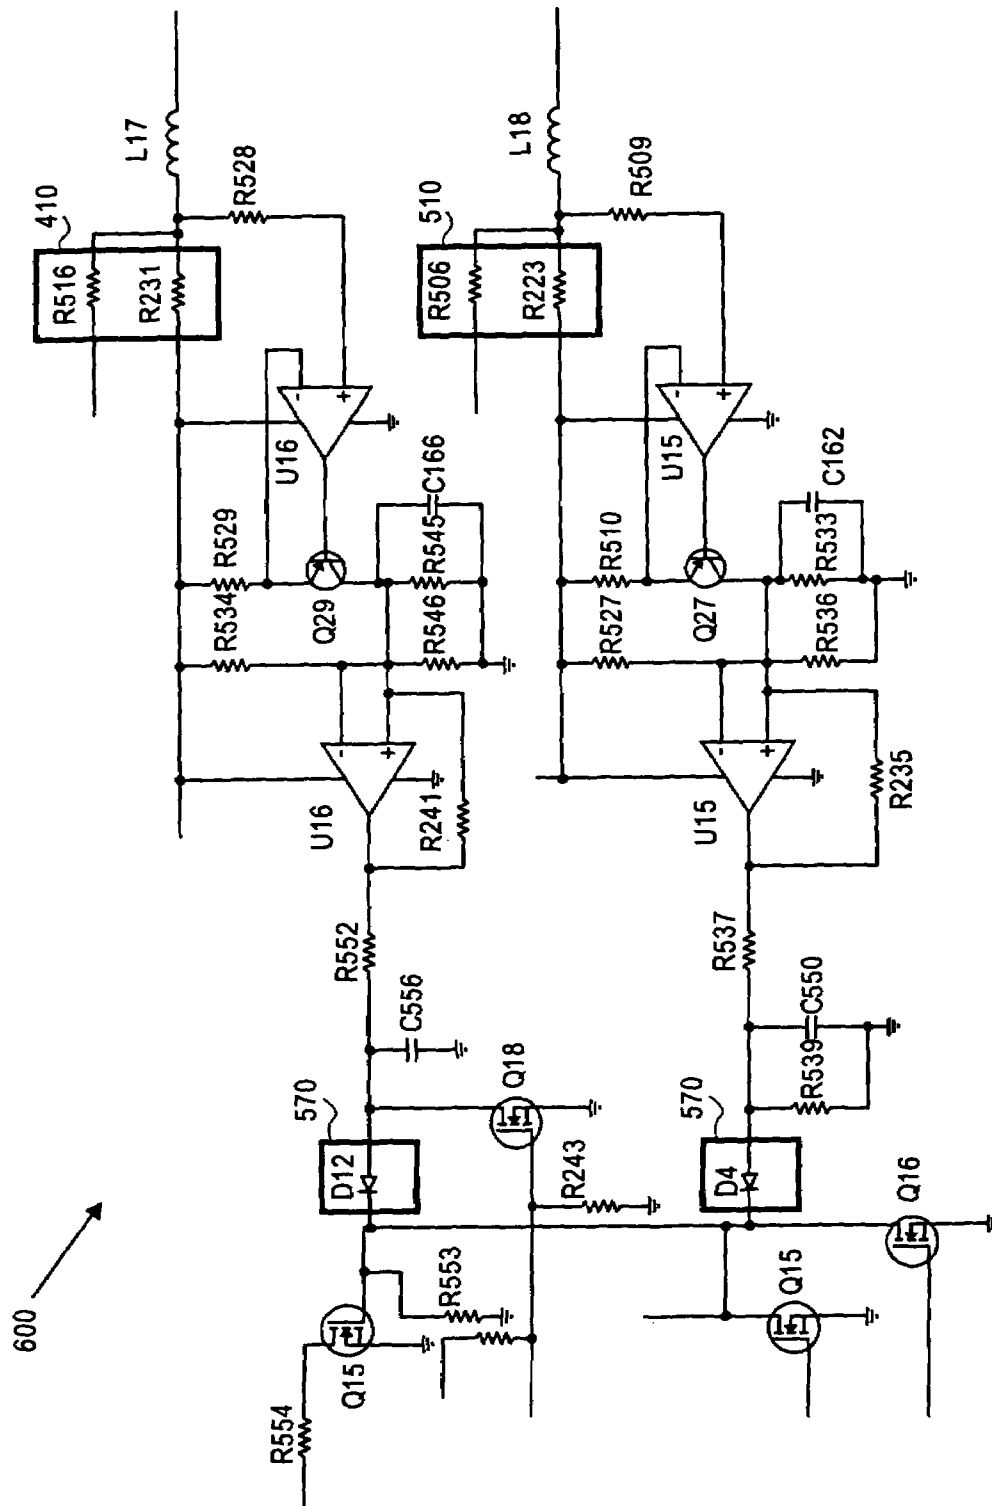 L17
410
R516
R231
R528
L18
510
R506
R223
R509
-
+
U16
-
+
U15
C166
C162
R529
R534
Q29
R545
R546
R510
R527
Q27
R533
R536
-
+
U16
R241
-
+
U15
R235
R552
C556
R537
C550
R539
570
D12
Q18
R243
570
D4
Q16
600
R553
Q15
Q15
R554